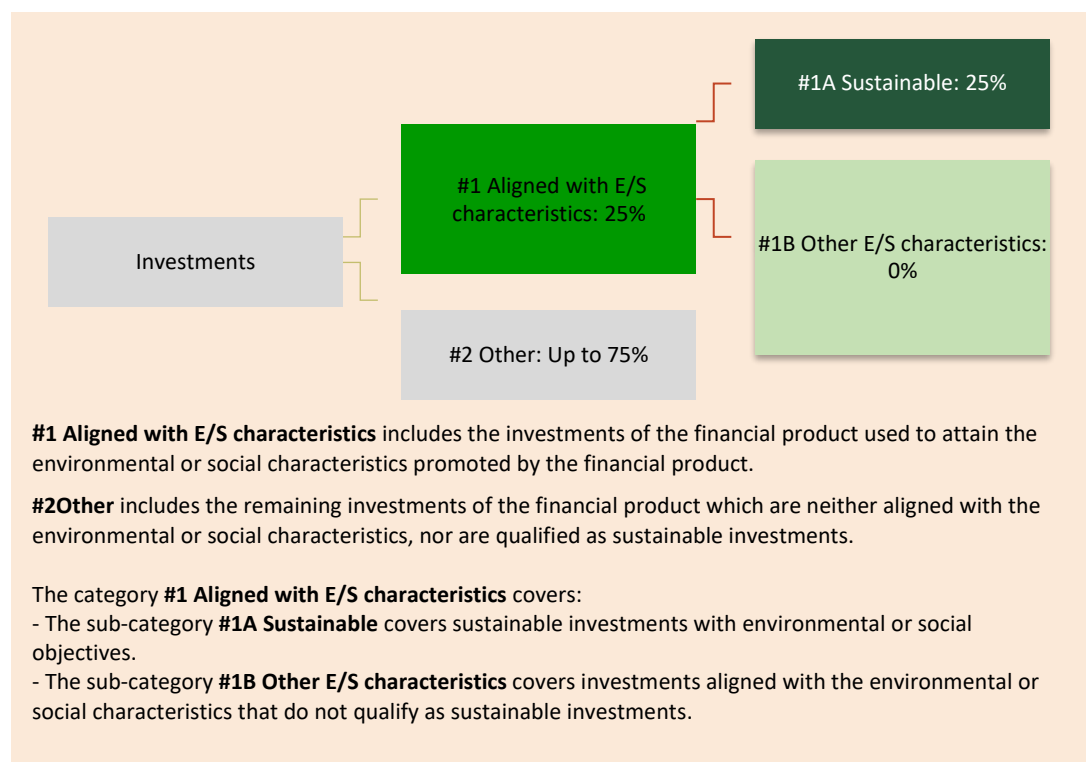 #1A Sustainable: 25%
#1 Aligned with E/S
characteristics: 25%
#1B Other E/S characteristics:
0%
Investments
#2 Other: Up to 75%
#1 Aligned with E/S characteristics includes the investments of the financial product used to attain the
environmental or social characteristics promoted by the financial product.
#2Other includes the remaining investments of the financial product which are neither aligned with the
environmental or social characteristics, nor are qualified as sustainable investments.
The category #1 Aligned with E/S characteristics covers:
- The sub-category #1A Sustainable covers sustainable investments with environmental or social
objectives.
- The sub-category #1B Other E/S characteristics covers investments aligned with the environmental or
social characteristics that do not qualify as sustainable investments.